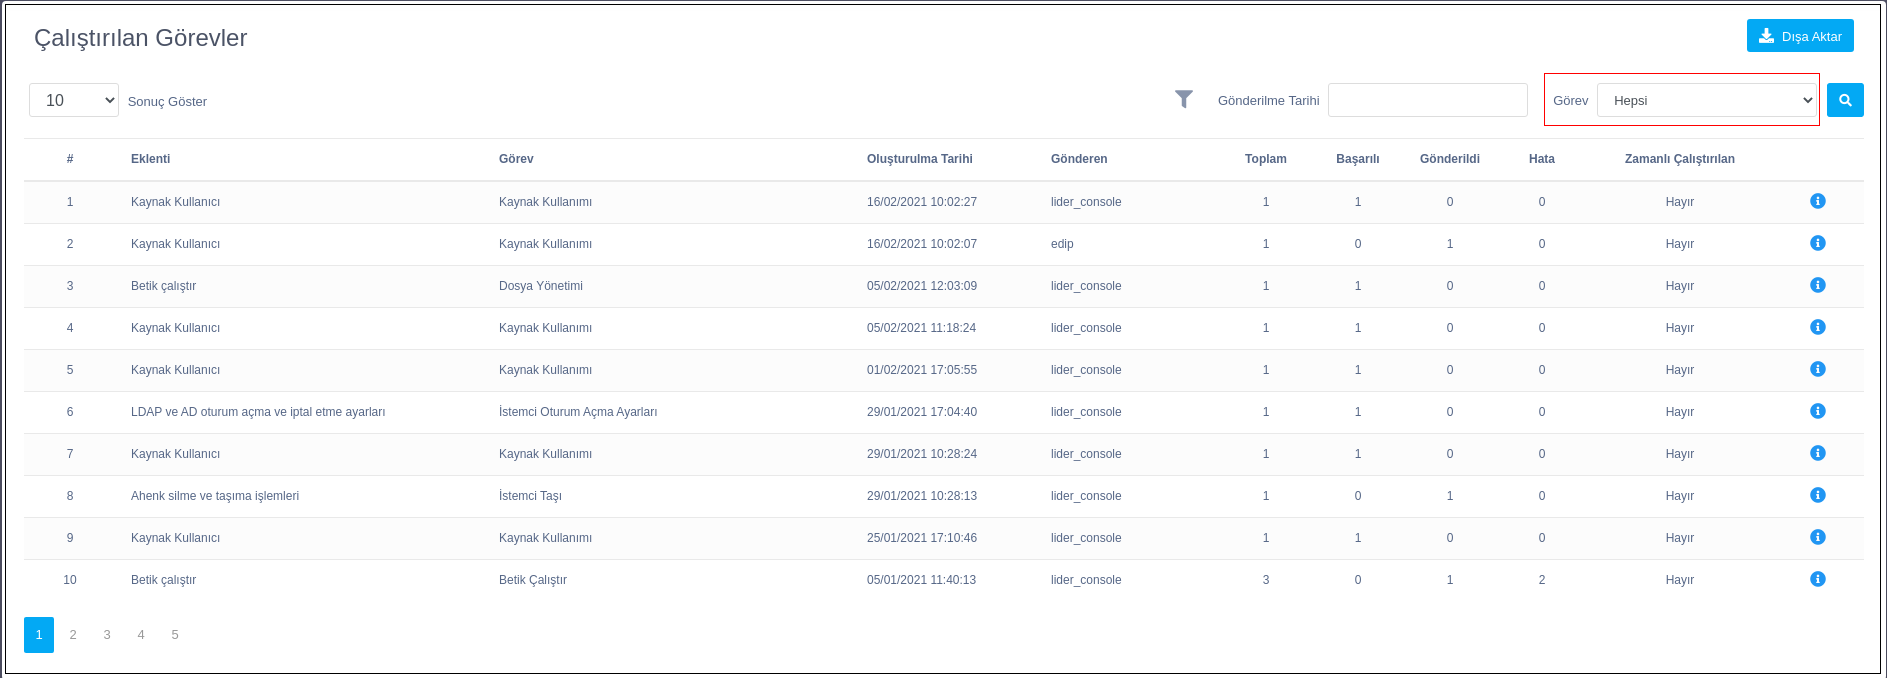 Çalıştırılan Görevler
Dışa Aktar
10 Sonuç Göster Gönderilme Tarihi Görev Hepsi
# Eklenti Görev Oluşturulma Tarihi Gönderen Toplam Başarılı Gönderildi Hata Zamanlı Çalıştırılan
1 Kaynak Kullanıcı Kaynak Kullanımı 16/02/2021 10:02:27 lider_console 1 1 0 0 Hayır
2 Kaynak Kullanıcı Kaynak Kullanımı 16/02/2021 10:02:07 edip 1 0 1 0 Hayır
3 Betik çalıştır Dosya Yönetimi 05/02/2021 12:03:09 lider_console 1 1 0 0 Hayır
4 Kaynak Kullanıcı Kaynak Kullanımı 05/02/2021 11:18:24 lider_console 1 1 0 0 Hayır
5 Kaynak Kullanıcı Kaynak Kullanımı 01/02/2021 17:05:55 lider_console 1 1 0 0 Hayır
6 LDAP ve AD oturum açma ve iptal etme ayarları İstemci Oturum Açma Ayarları 29/01/2021 17:04:40 lider_console 1 1 0 0 Hayır
7 Kaynak Kullanıcı Kaynak Kullanımı 29/01/2021 10:28:24 lider_console 1 1 0 0 Hayır
8 Ahenk silme ve taşıma işlemleri İstemci Taşı 29/01/2021 10:28:13 lider_console 1 0 1 0 Hayır
9 Kaynak Kullanıcı Kaynak Kullanımı 25/01/2021 17:10:46 lider_console 1 1 0 0 Hayır
10 Betik çalıştır Betik Çalıştır 05/01/2021 11:40:13 lider_console 3 0 1 2 Hayır
1 2 3 4 5